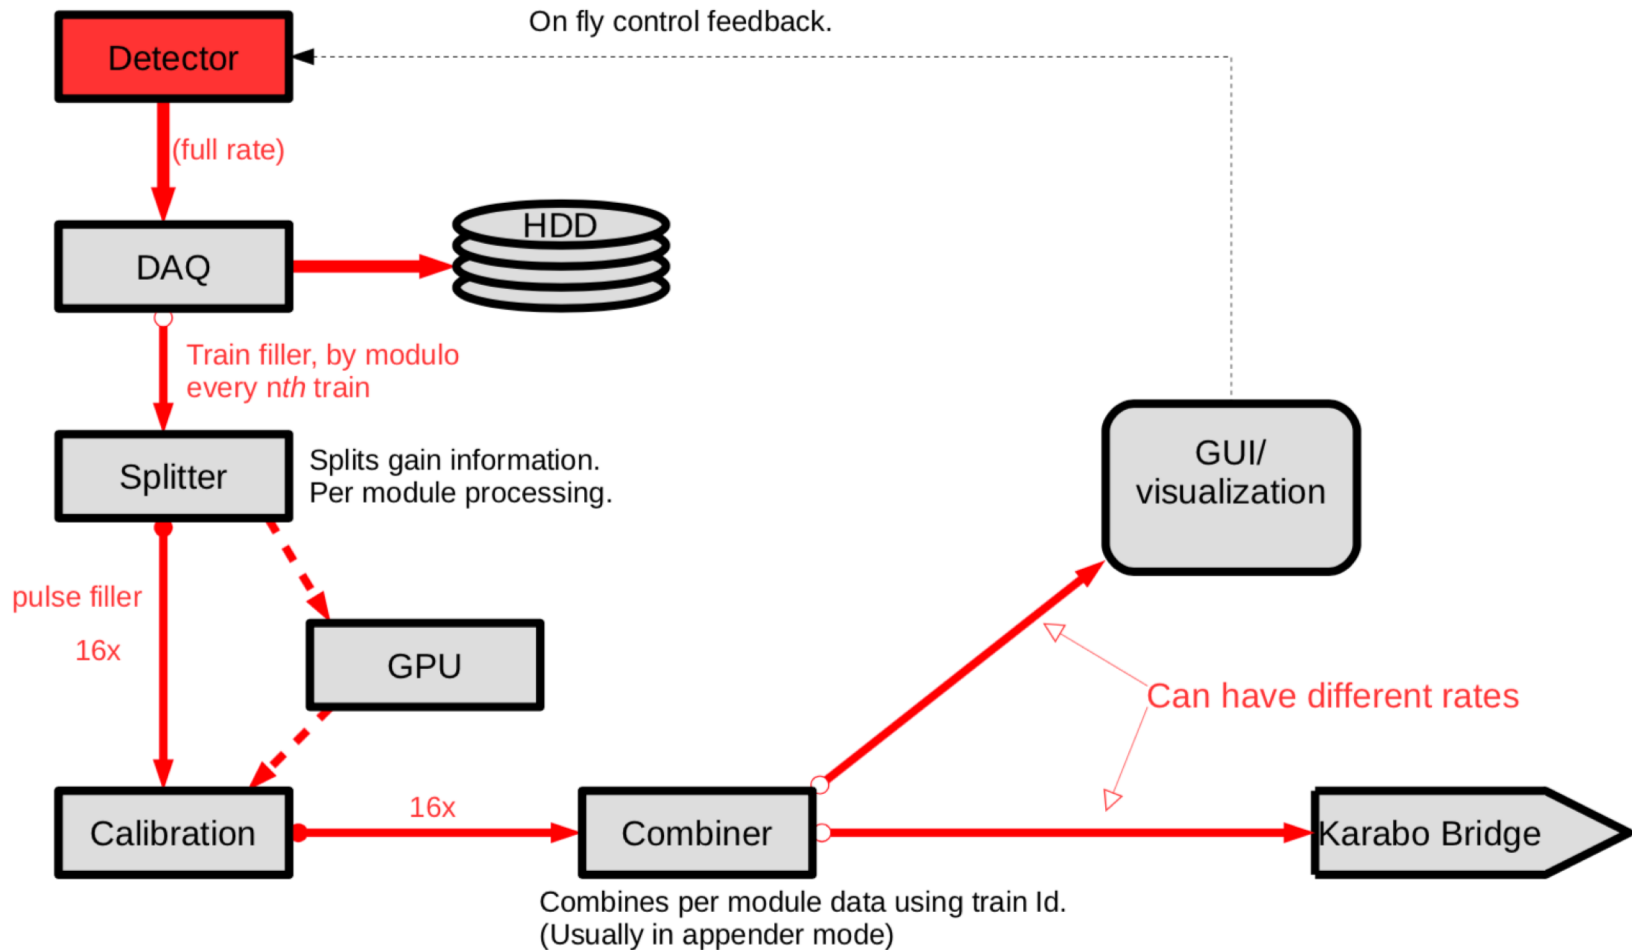 On fly control feedback.
Detector
(full rate)
DAQ
HDD
Train filler, by modulo
every nth train
Splitter
Splits gain information.
Per module processing.
GUI/
visualization
pulse filler
16x
GPU
Can have different rates
Calibration
16x
Combiner
Karabo Bridge
Combines per module data using train Id.
(Usually in appender mode)